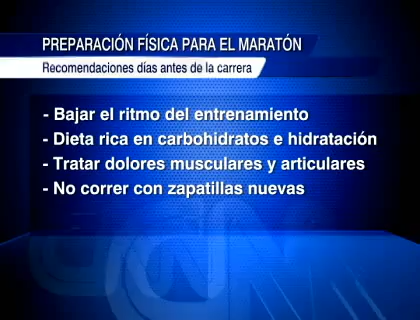 PREPARACIÓN FÍSICA PARA EL MARATÓN
Recomendaciones días antes de la carrera
- Bajar el ritmo del entrenamiento
- Dieta rica en carbohidratos e hidratación
- Tratar dolores musculares y articulares
- No correr con zapatillas nuevas